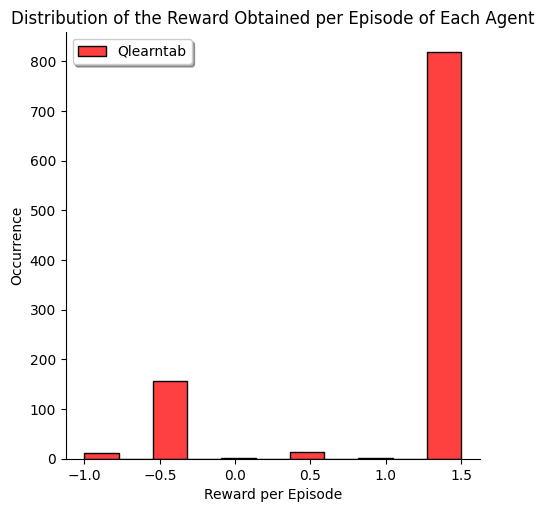 Distribution of the Reward Obtained per Episode of Each Agent
Qlearntab
800
700
600
500
400
300
200
100
0
Occurrence
−1.0 −0.5 0.0 0.5 1.0 1.5
Reward per Episode